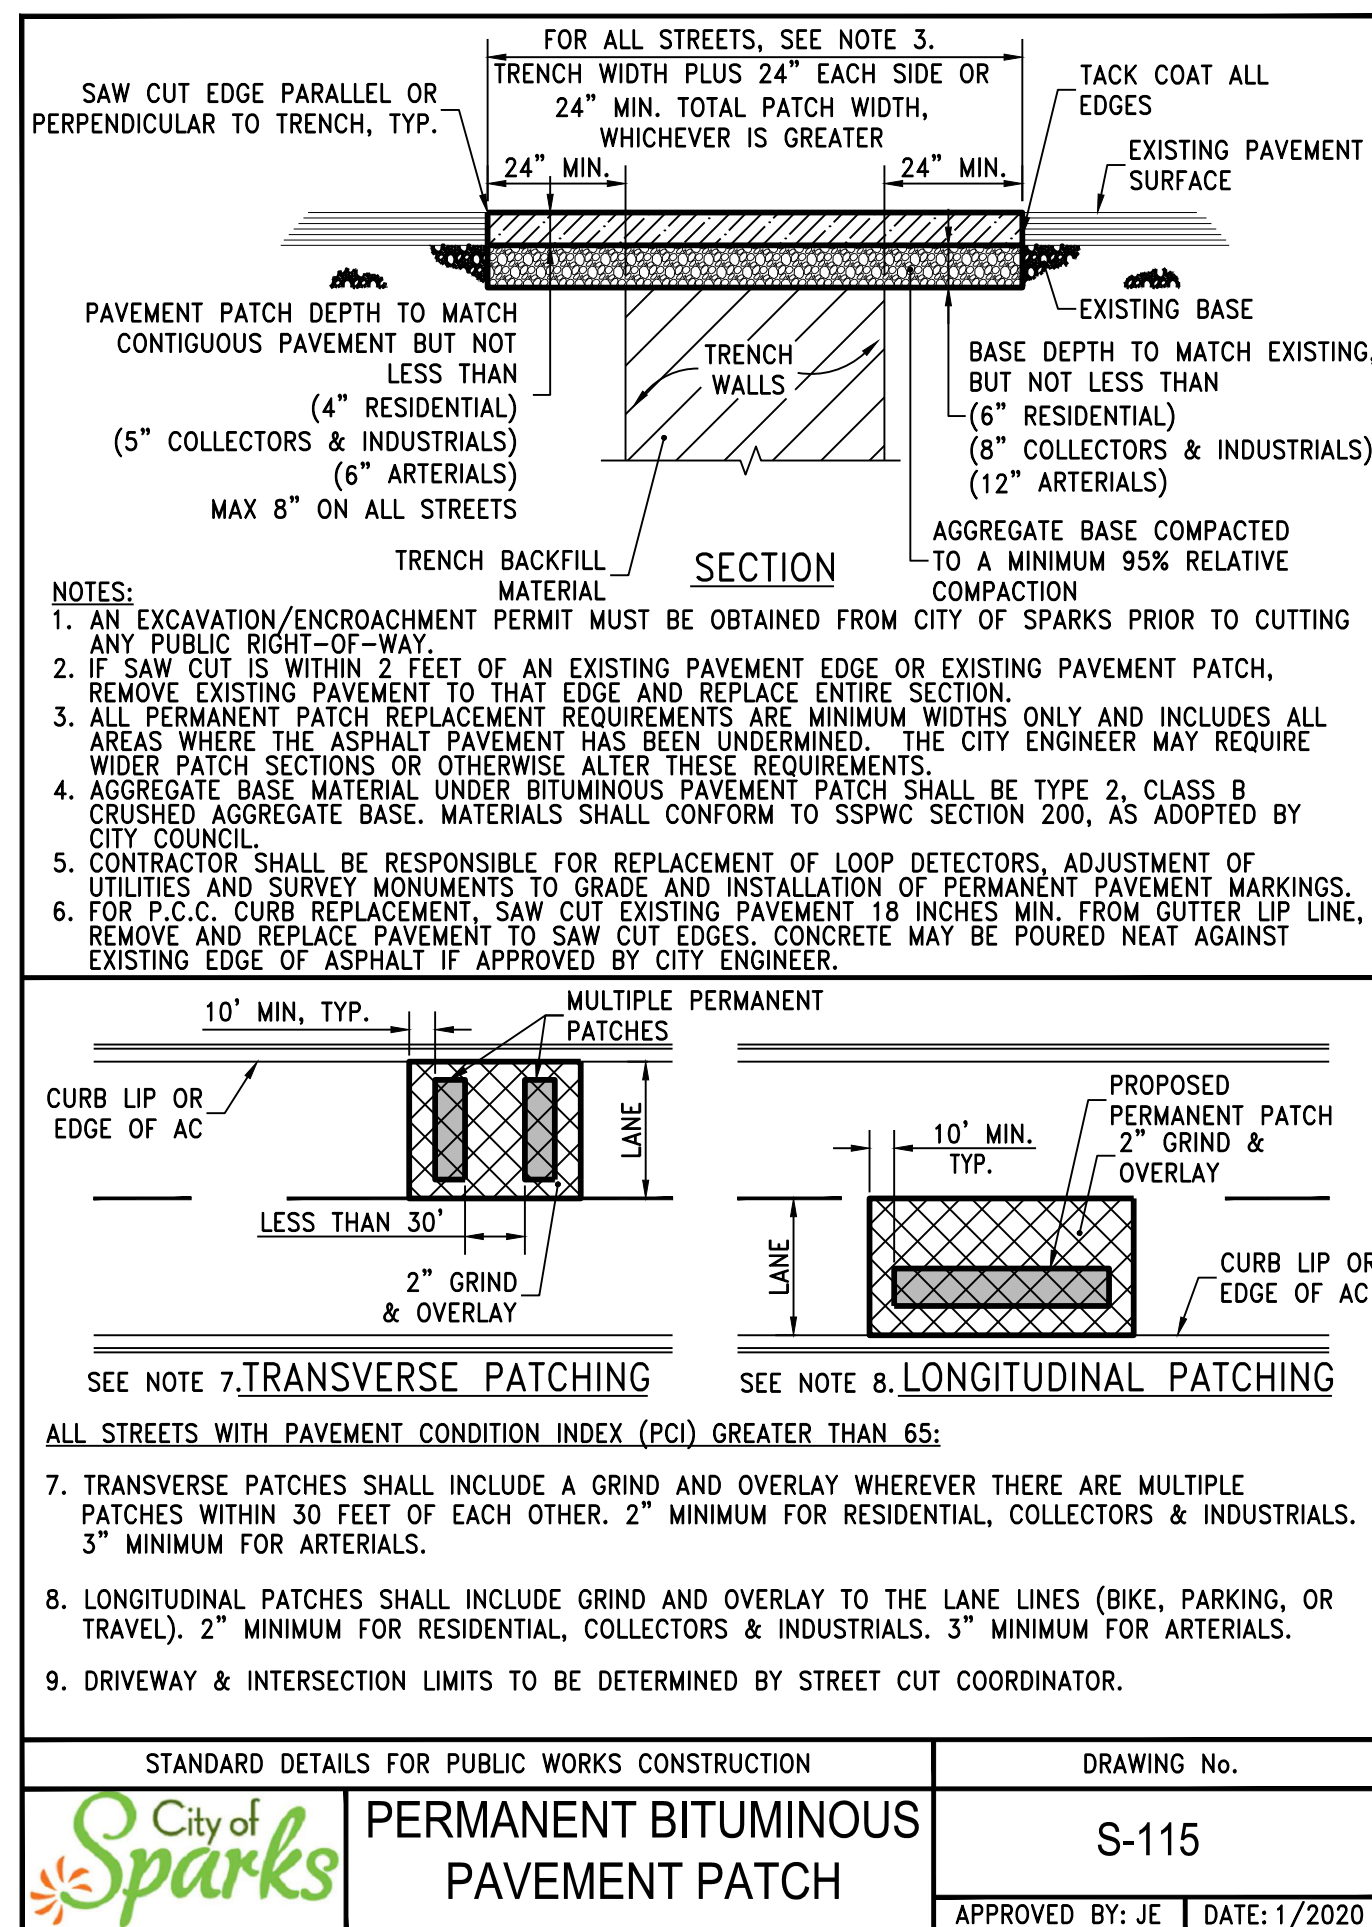 FOR ALL STREETS, SEE NOTE 3.
TRENCH WIDTH PLUS 24" EACH SIDE OR
24" MIN. TOTAL PATCH WIDTH,
WHICHEVER IS GREATER
SAW CUT EDGE PARALLEL OR
PERPENDICULAR TO TRENCH, TYP.
TACK COAT ALL
EDGES
EXISTING PAVEMENT
SURFACE
24" MIN.
24" MIN.
PAVEMENT PATCH DEPTH TO MATCH
CONTIGUOUS PAVEMENT BUT NOT
LESS THAN
(4" RESIDENTIAL)
(5" COLLECTORS & INDUSTRIALS)
(6" ARTERIALS)
MAX 8" ON ALL STREETS
TRENCH
WALLS
EXISTING BASE
BASE DEPTH TO MATCH EXISTING,
BUT NOT LESS THAN
(6" RESIDENTIAL)
(8" COLLECTORS & INDUSTRIALS)
(12" ARTERIALS)
TRENCH BACKFILL
MATERIAL
SECTION
AGGREGATE BASE COMPACTED
TO A MINIMUM 95% RELATIVE
COMPACTION
NOTES:
1. AN EXCAVATION/ENCROACHMENT PERMIT MUST BE OBTAINED FROM CITY OF SPARKS PRIOR TO CUTTING
ANY PUBLIC RIGHT-OF-WAY.
2. IF SAW CUT IS WITHIN 2 FEET OF AN EXISTING PAVEMENT EDGE OR EXISTING PAVEMENT PATCH,
REMOVE EXISTING PAVEMENT TO THAT EDGE AND REPLACE ENTIRE SECTION.
3. ALL PERMANENT PATCH REPLACEMENT REQUIREMENTS ARE MINIMUM WIDTHS ONLY AND INCLUDES ALL
AREAS WHERE THE ASPHALT PAVEMENT HAS BEEN UNDERMINED. THE CITY ENGINEER MAY REQUIRE
WIDER PATCH SECTIONS OR OTHERWISE ALTER THESE REQUIREMENTS.
4. AGGREGATE BASE MATERIAL UNDER BITUMINOUS PAVEMENT PATCH SHALL BE TYPE 2, CLASS B
CRUSHED AGGREGATE BASE. MATERIALS SHALL CONFORM TO SSPWC SECTION 200, AS ADOPTED BY
CITY COUNCIL.
5. CONTRACTOR SHALL BE RESPONSIBLE FOR REPLACEMENT OF LOOP DETECTORS, ADJUSTMENT OF
UTILITIES AND SURVEY MONUMENTS TO GRADE AND INSTALLATION OF PERMANENT PAVEMENT MARKINGS.
6. FOR P.C.C. CURB REPLACEMENT, SAW CUT EXISTING PAVEMENT 18 INCHES MIN. FROM GUTTER LIP LINE,
REMOVE AND REPLACE PAVEMENT TO SAW CUT EDGES. CONCRETE MAY BE POURED NEAT AGAINST
EXISTING EDGE OF ASPHALT IF APPROVED BY CITY ENGINEER.
10' MIN, TYP.
MULTIPLE PERMANENT
PATCHES
CURB LIP OR
EDGE OF AC
LANE
LESS THAN 30'
2" GRIND
& OVERLAY
SEE NOTE 7. TRANSVERSE PATCHING
PROPOSED
PERMANENT PATCH
2" GRIND &
OVERLAY
10' MIN.
TYP.
LANE
CURB LIP OR
EDGE OF AC
SEE NOTE 8. LONGITUDINAL PATCHING
ALL STREETS WITH PAVEMENT CONDITION INDEX (PCI) GREATER THAN 65:
7. TRANSVERSE PATCHES SHALL INCLUDE A GRIND AND OVERLAY WHEREVER THERE ARE MULTIPLE
PATCHES WITHIN 30 FEET OF EACH OTHER. 2" MINIMUM FOR RESIDENTIAL, COLLECTORS & INDUSTRIALS.
3" MINIMUM FOR ARTERIALS.
8. LONGITUDINAL PATCHES SHALL INCLUDE GRIND AND OVERLAY TO THE LANE LINES (BIKE, PARKING, OR
TRAVEL). 2" MINIMUM FOR RESIDENTIAL, COLLECTORS & INDUSTRIALS. 3" MINIMUM FOR ARTERIALS.
9. DRIVEWAY & INTERSECTION LIMITS TO BE DETERMINED BY STREET CUT COORDINATOR.
STANDARD DETAILS FOR PUBLIC WORKS CONSTRUCTION
DRAWING No.
City of
Sparks
PERMANENT BITUMINOUS
PAVEMENT PATCH
S-115
APPROVED BY: JE
DATE: 1/2020